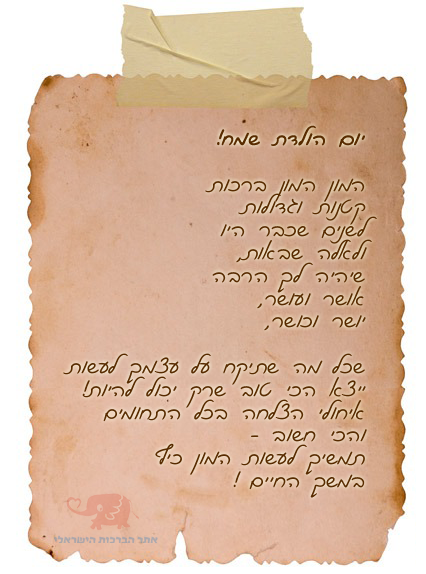 יום הולדת שמח!
המון המון ברכות
קטנות וגדולות
לשנים שכבר היו
ולאלה שבאות,
שיהיה לך הרבה
אושר ועושר,
יושר וכושר,
שכל מה שתיקח על עצמך לעשות
ייצא הכי טוב שרק יכול להיות!
איחולי הצלחה בכל התחומים
והכי חשוב -
תמשיך לעשות המון כיף
במשך החיים !
אתר הברכות הישראלי